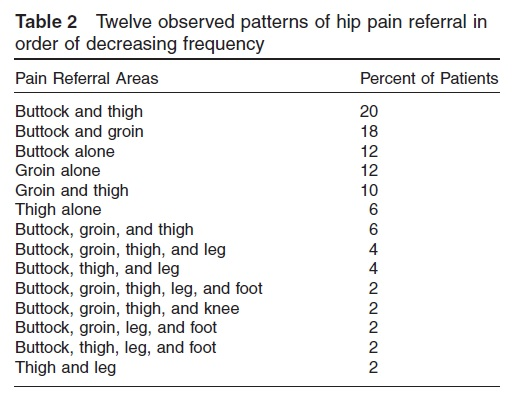 Table 2 Twelve observed patterns of hip pain referral in
order of decreasing frequency
Pain Referral Areas Percent of Patients
Buttock and thigh 20
Buttock and groin 18
Buttock alone 12
Groin alone 12
Groin and thigh 10
Thigh alone 6
Buttock, groin, and thigh 6
Buttock, groin, thigh, and leg 4
Buttock, thigh, and leg 4
Buttock, groin, thigh, leg, and foot 2
Buttock, groin, thigh, and knee 2
Buttock, groin, leg, and foot 2
Buttock, thigh, leg, and foot 2
Thigh and leg 2